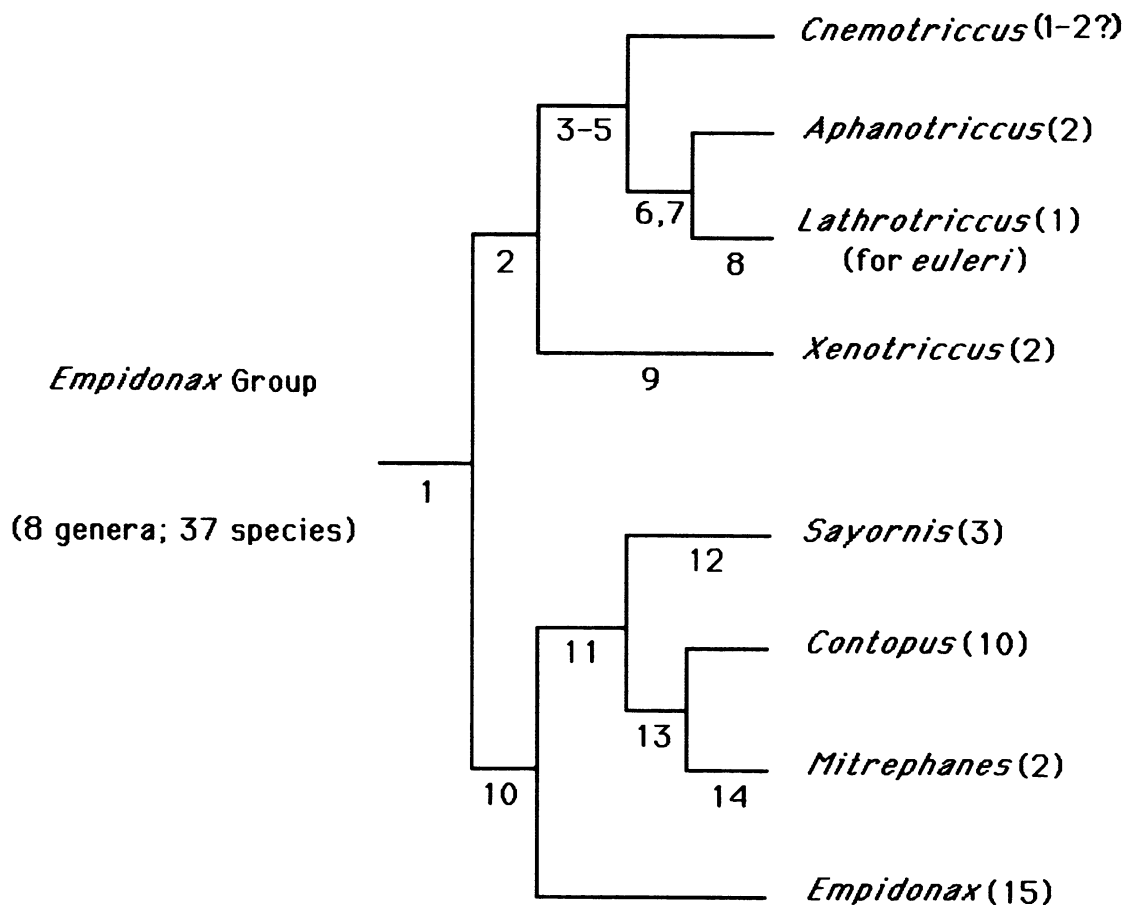 Cnemotriccus (1-2?)
3-5
Aphanotriccus (2)
6,7
Lathrotriccus (1)
(for euleri)
8
2
Xenotriccus (2)
9
Empidonax Group
1
(8 genera; 37 species)
Sayornis (3)
12
11
Contopus (10)
13
Mitrephanes (2)
14
10
Empidonax (15)